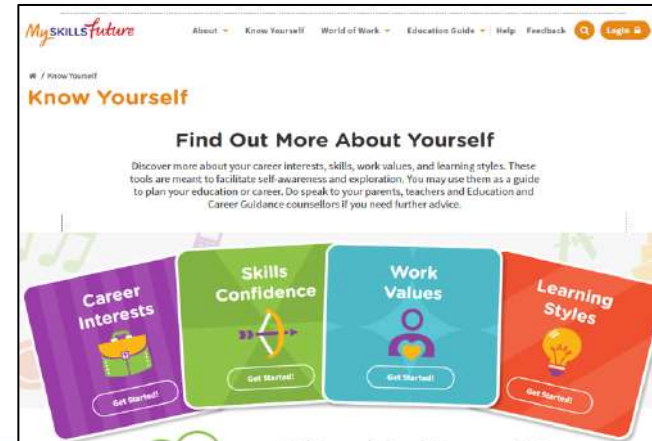 MySKILLSfuture
About
Know Yourself
World of Work
Education Guide
Help
Feedback
Login
/ Know Yourself
Know Yourself
Find Out More About Yourself
Discover more about your career interests, skills, work values, and learning styles. These
tools are meant to facilitate self-awareness and exploration. You may use them as a guide
to plan your education or career. Do speak to your parents, teachers and Education and
Career Guidance counsellors if you need further advice.
Career
Interests
Get Started!
Skills
Confidence
Get Started!
Work
Values
Get Started!
Learning
Styles
Get Started!